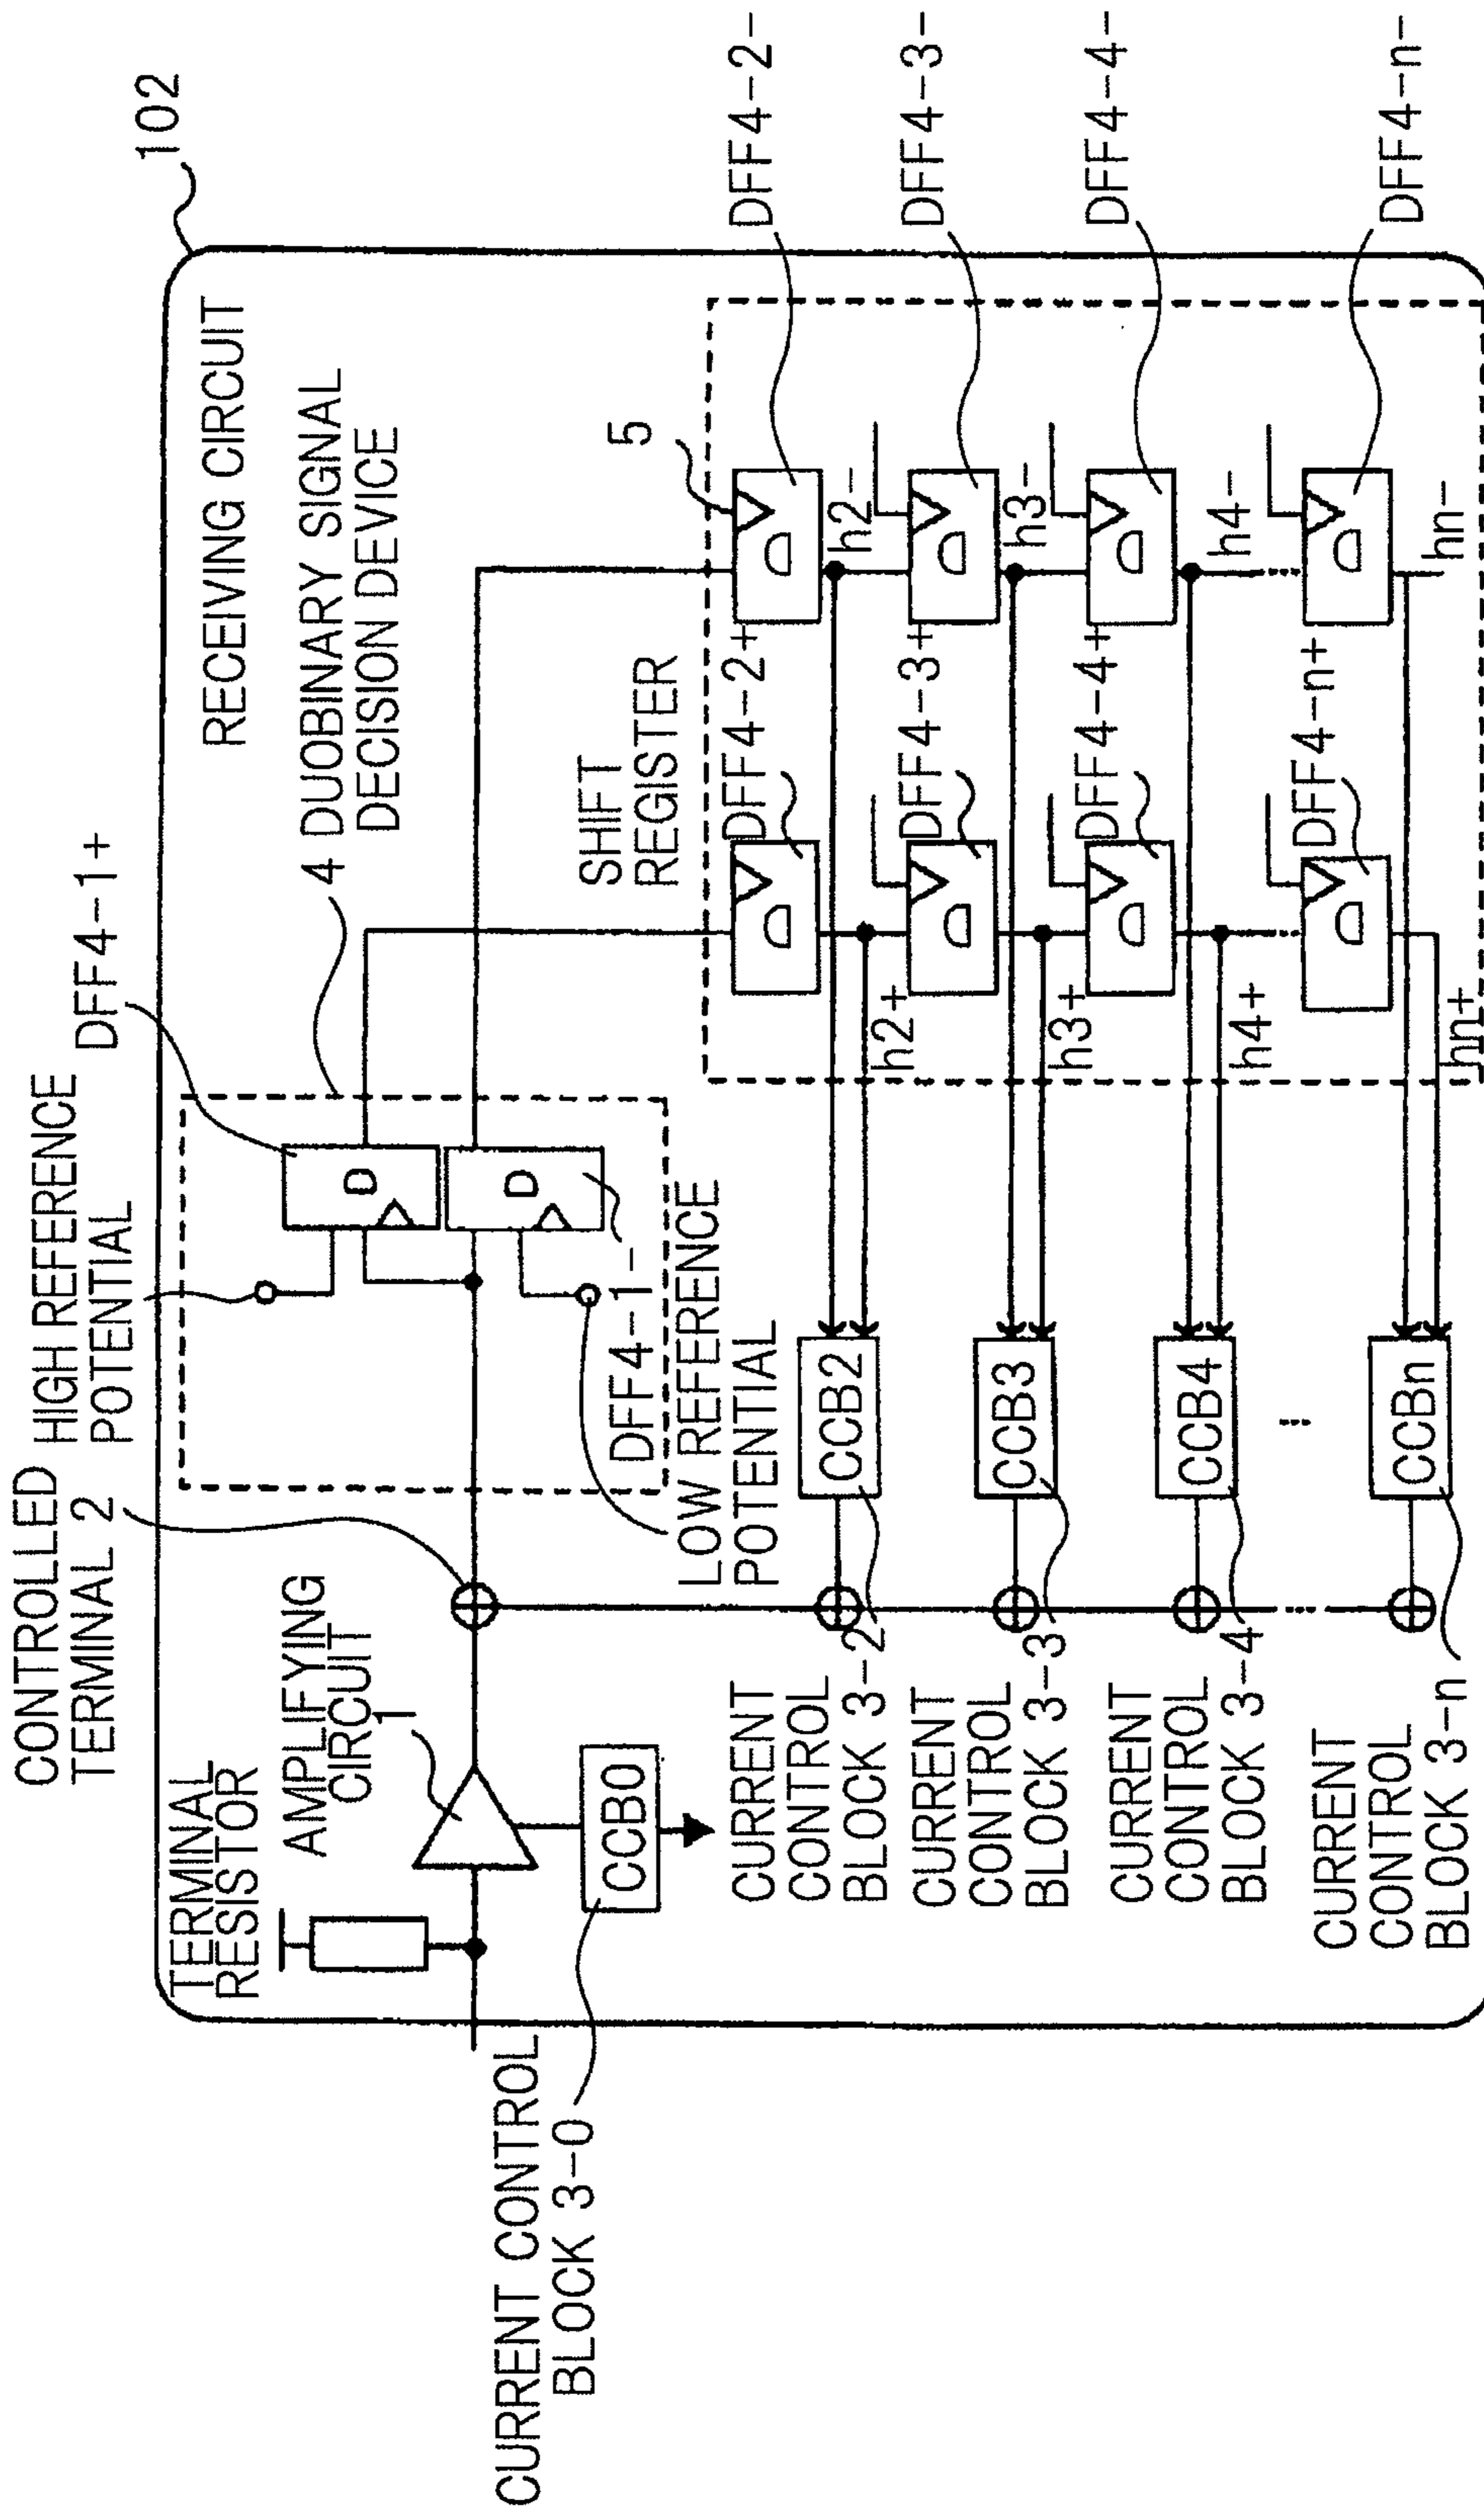 CONTROLLED
TERMINAL 2
HIGH REFERENCE
POTENTIAL
DFF4-1+
102
TERMINAL
RESISTOR
AMPLIFYING
CIRCUIT
1
RECEIVING CIRCUIT
4 DUOBINARY SIGNAL
DECISION DEVICE
D
D
DFF4-1-
LOW REFERENCE
POTENTIAL
CURRENT CONTROL
BLOCK 3-0
CCB0
SHIFT
REGISTER
5
DFF4-2+
DFF4-2-
D
D
h2-
h2+
CCB2
CURRENT
CONTROL
BLOCK 3-2
DFF4-3+
DFF4-3-
D
D
h3-
h3+
CCB3
CURRENT
CONTROL
BLOCK 3-3
DFF4-4+
DFF4-4-
D
D
h4-
h4+
CCB4
CURRENT
CONTROL
BLOCK 3-4
DFF4-n+
DFF4-n-
D
D
hn-
hn+
CCBn
CURRENT
CONTROL
BLOCK 3-n